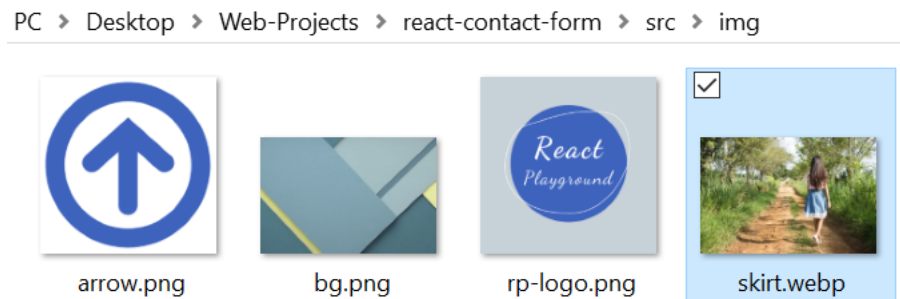 PC > Desktop > Web-Projects > react-contact-form > src > img
React
Playground
arrow.png bg.png rp-logo.png skirt.webp